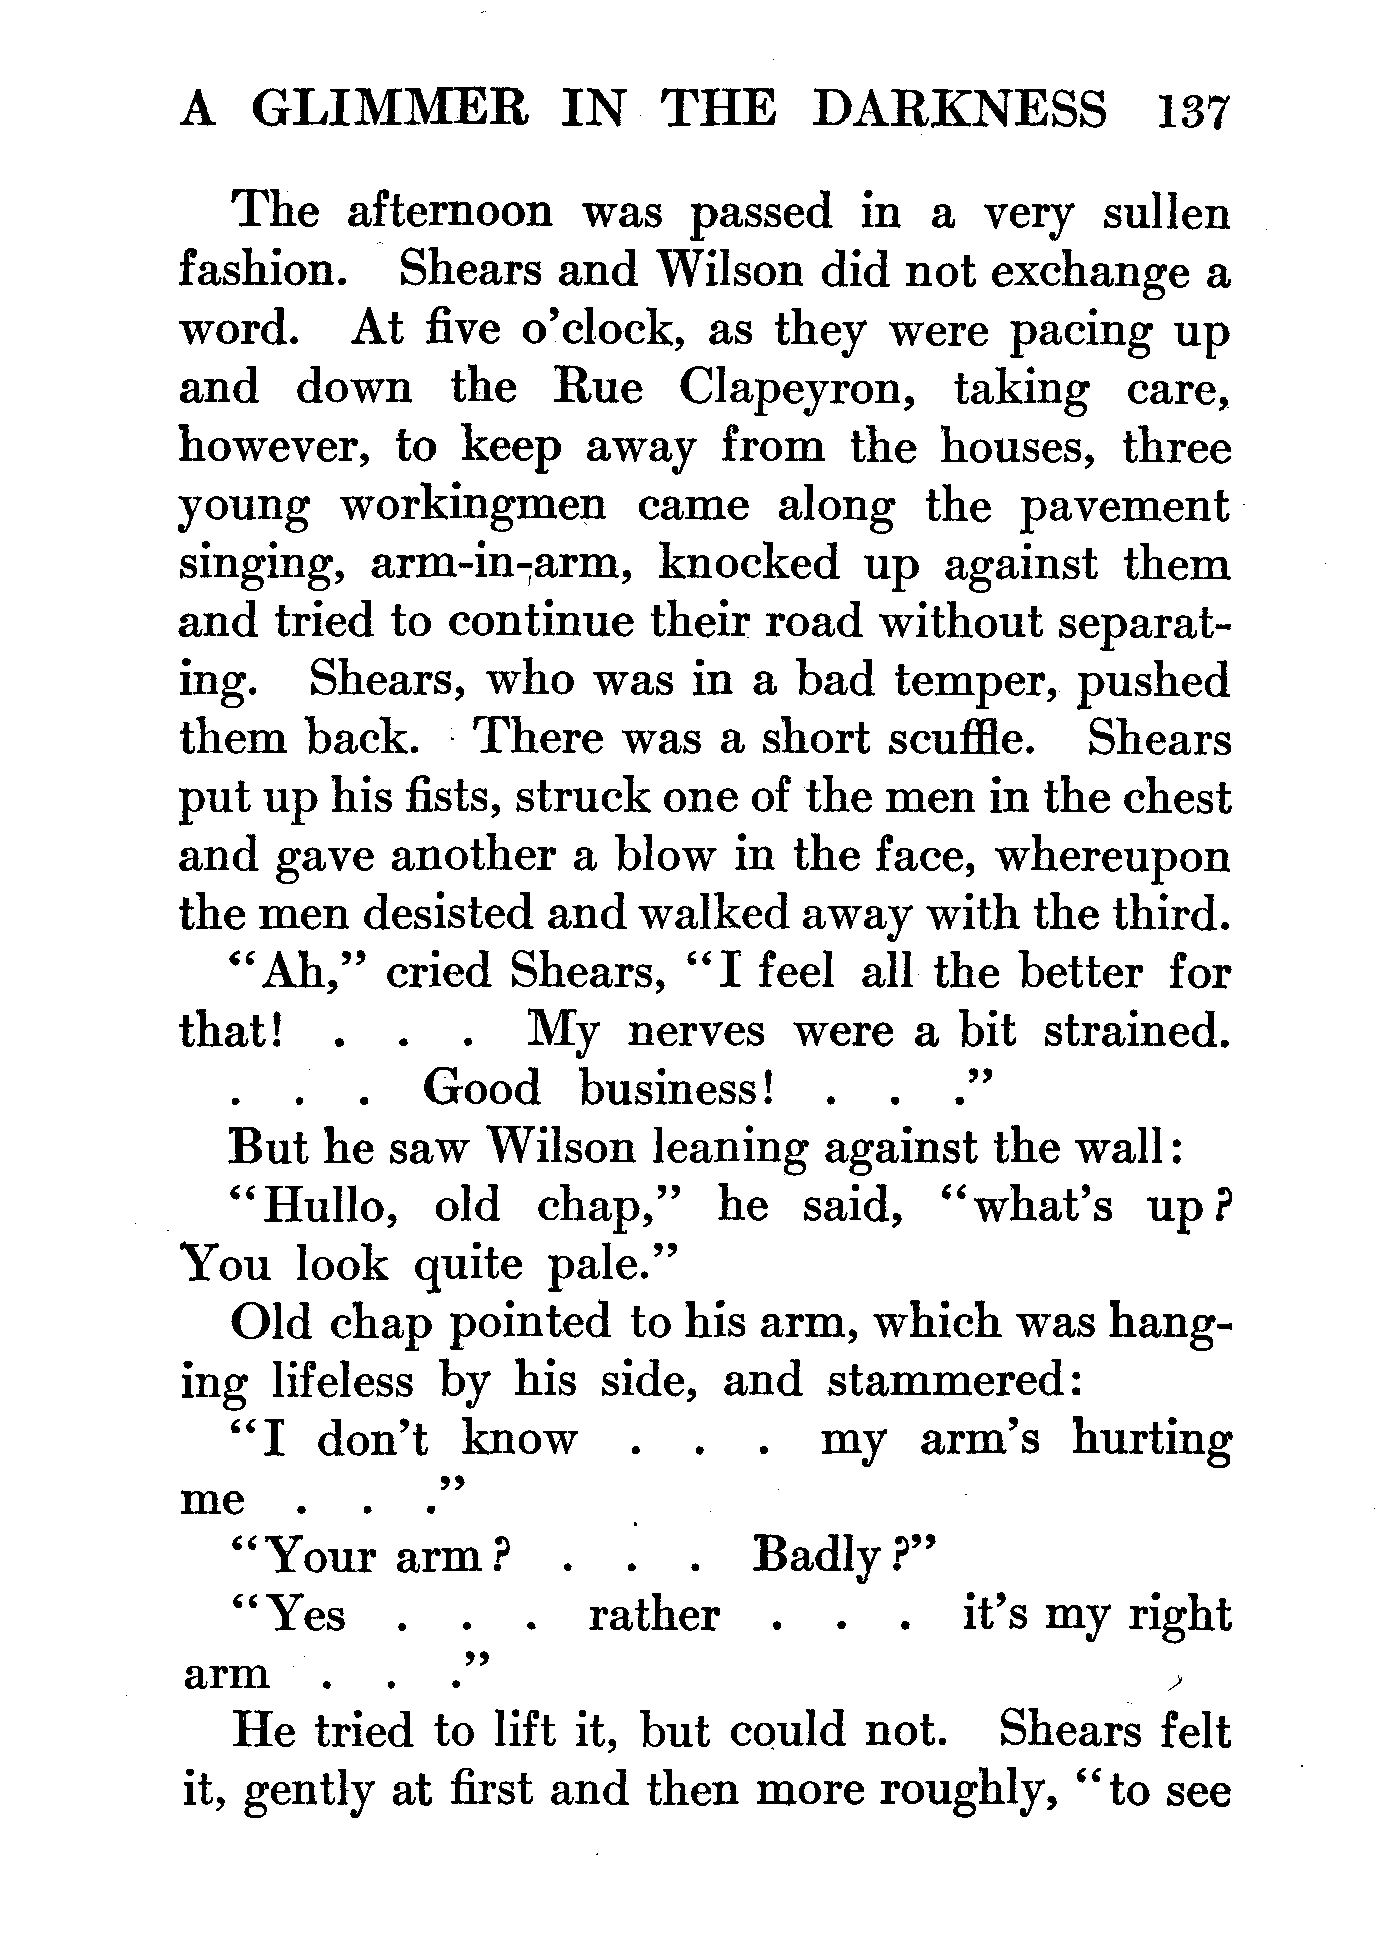 A GLIMMER IN THE DARKNESS 137
The afternoon was passed in a very sullen
fashion. Shears and Wilson did not exchange a
word. At five o'clock, as they were pacing up
and down the Rue Clapeyron, taking care,
however, to keep away from the houses, three
young workingmen came along the pavement
singing, arm-in-arm, knocked up against them
and tried to continue their road without separat-
ing. Shears, who was in a bad temper, pushed
them back. There was a short scuffle. Shears
put up his fists, struck one of the men in the chest
and gave another a blow in the face, whereupon
the men desisted and walked away with the third.
"Ah," cried Shears, "I feel all the better for
that! . . . My nerves were a bit strained.
. . . Good business! . . ."
But he saw Wilson leaning against the wall:
"Hullo, old chap," he said, "what's up?
You look quite pale."
Old chap pointed to his arm, which was hang-
ing lifeless by his side, and stammered:
"I don't know . . . my arm's hurting
me . . ."
"Your arm? . . . Badly?"
"Yes . . . rather . . . it's my right
arm . . ."
He tried to lift it, but could not. Shears felt
it, gently at first and then more roughly, "to see